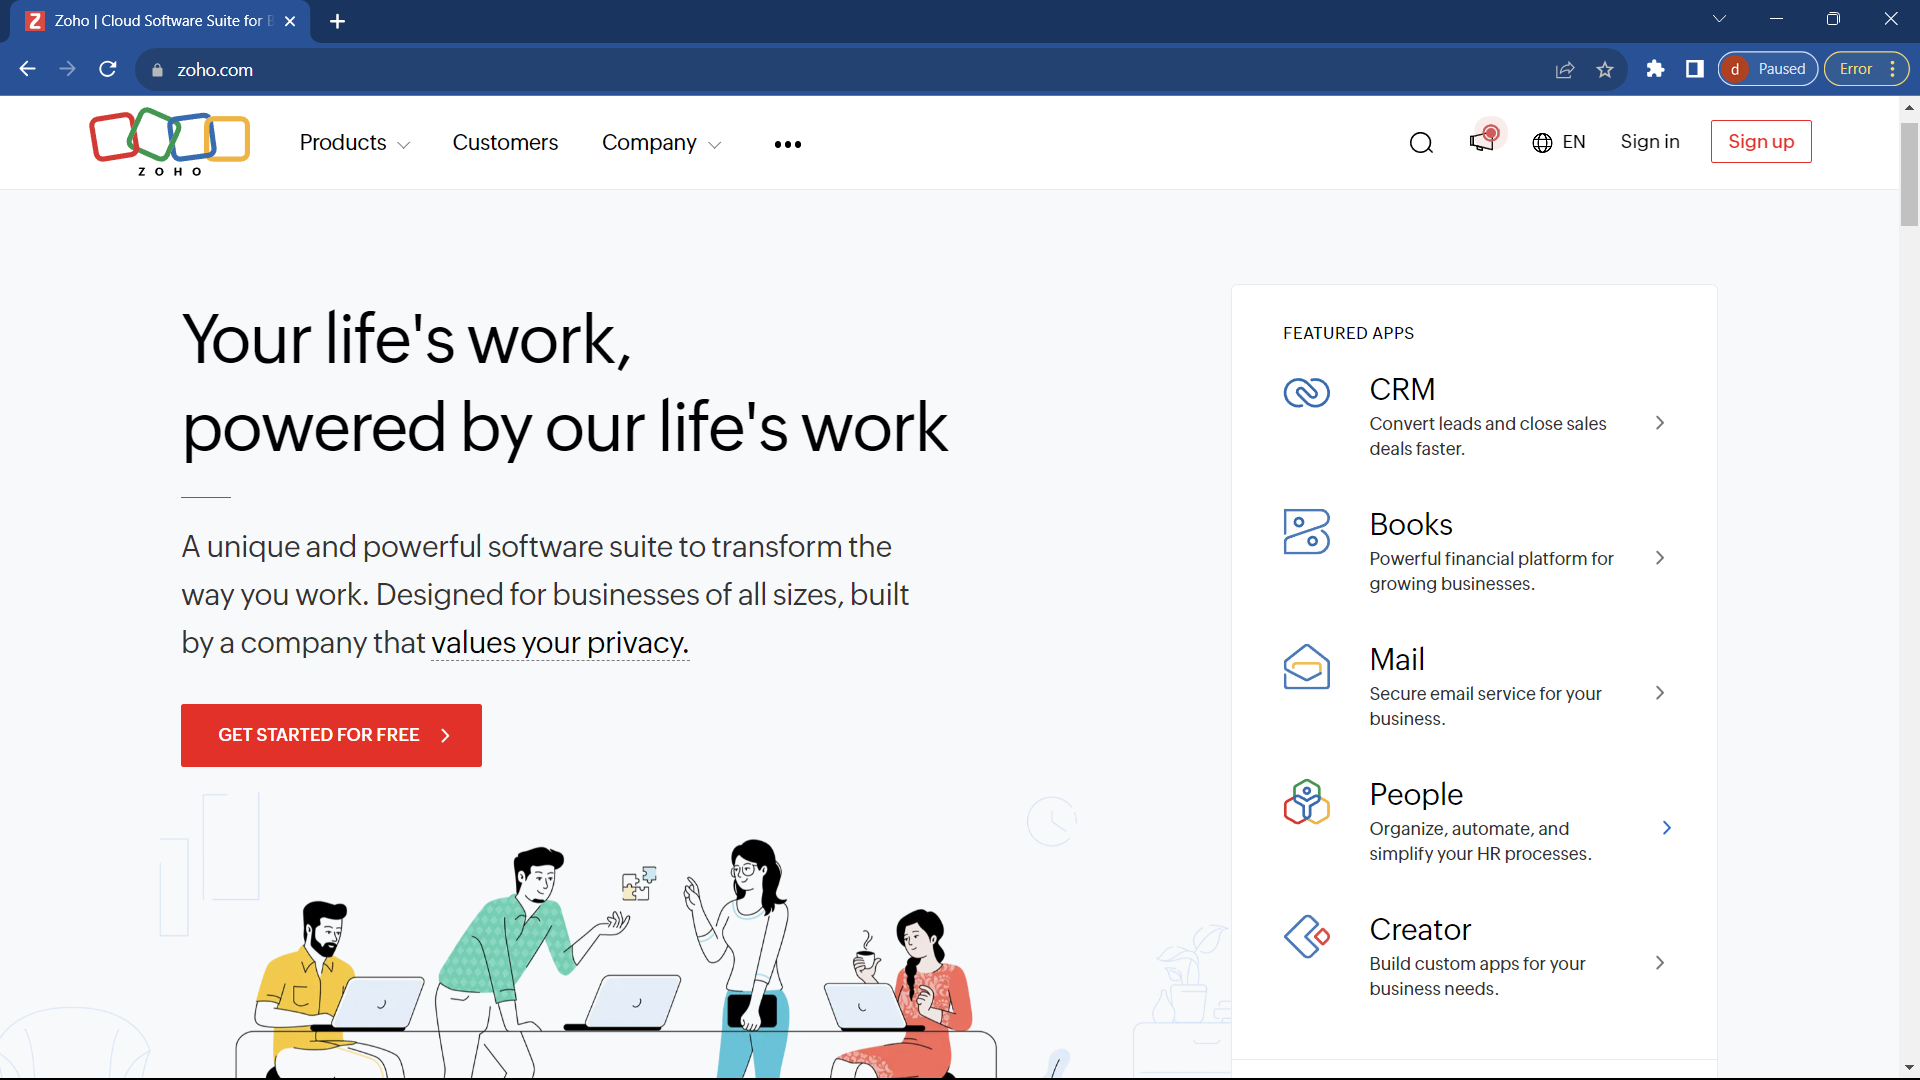 Zoho | Cloud Software Suite for B
zoho.com
d
Paused
Error
ZOHO
Products
Customers
Company
EN
Sign in
Sign up
Your life's work,
powered by our life's work
A unique and powerful software suite to transform the
way you work. Designed for businesses of all sizes, built
by a company that values your privacy.
GET STARTED FOR FREE
FEATURED APPS
CRM
Convert leads and close sales
deals faster.
Books
Powerful financial platform for
growing businesses.
Mail
Secure email service for your
business.
People
Organize, automate, and
simplify your HR processes.
Creator
Build custom apps for your
business needs.